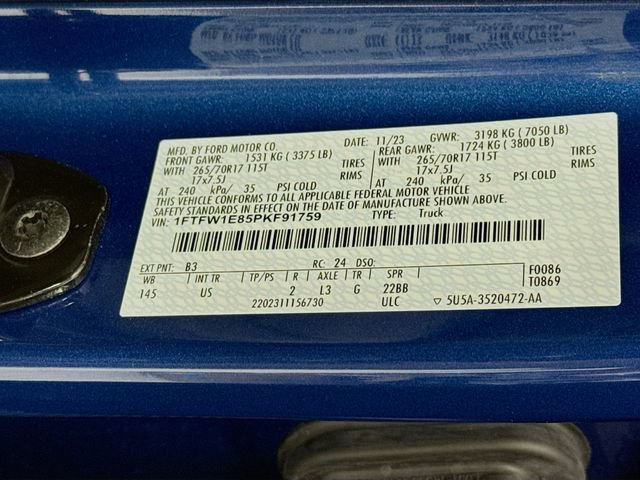 MFD. BY FORD MOTOR CO. DATE: 11/23 GVWR: 3198 KG ( 7050 LB)
FRONT GAWR: 1531 KG ( 3375 LB) REAR GAWR: 1724 KG ( 3800 LB)
WITH 265/70R17 115T TIRES WITH 265/70R17 115T TIRES
17x7.5J RIMS 17x7.5J RIMS
AT 240 kPa/ 35 PSI COLD AT 240 kPa/ 35 PSI COLD
THIS VEHICLE CONFORMS TO ALL APPLICABLE FEDERAL MOTOR VEHICLE
SAFETY STANDARDS IN EFFECT ON THE DATE OF MANUFACTURE SHOWN ABOVE.
VIN: 1FTFW1E85PKF91759 TYPE: Truck
EXT PNT: B3 RC: 24 DSO: F0086
WB INT TR. TP/PS R AXLE TR SPR T0869
145 US 2 L3 G 22BB
2202311156730 ULC ▽ 5U5A-3520472-AA